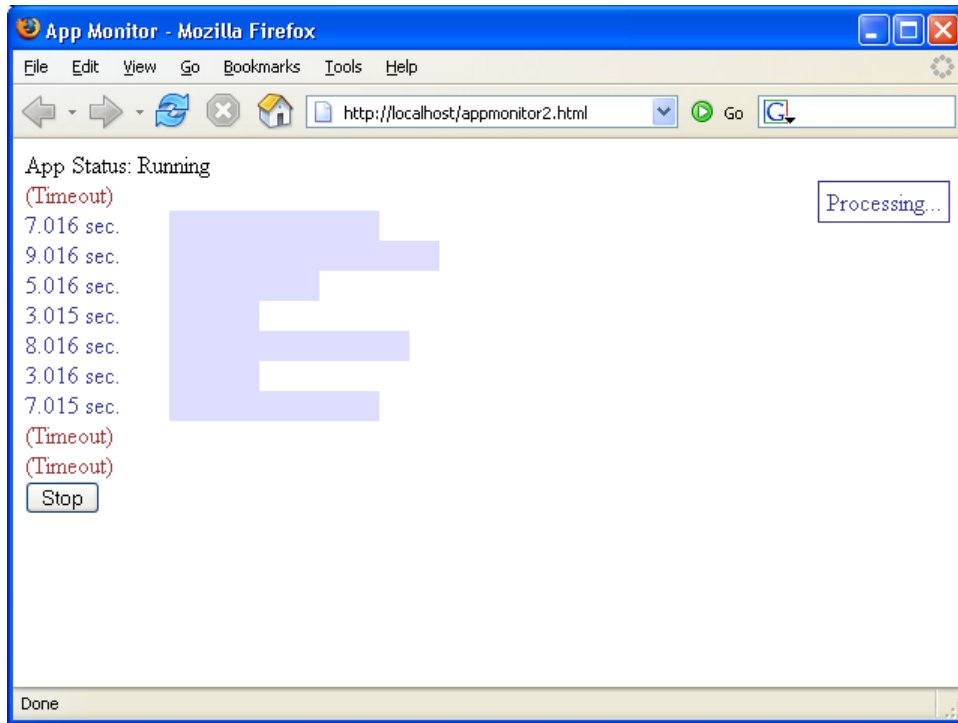 App Monitor - Mozilla Firefox
File Edit View Go Bookmarks Tools Help
http://localhost/appmonitor2.html Go G
App Status: Running
(Timeout)
Processing...
7.016 sec.
9.016 sec.
5.016 sec.
3.015 sec.
8.016 sec.
3.016 sec.
7.015 sec.
(Timeout)
(Timeout)
Stop
Done